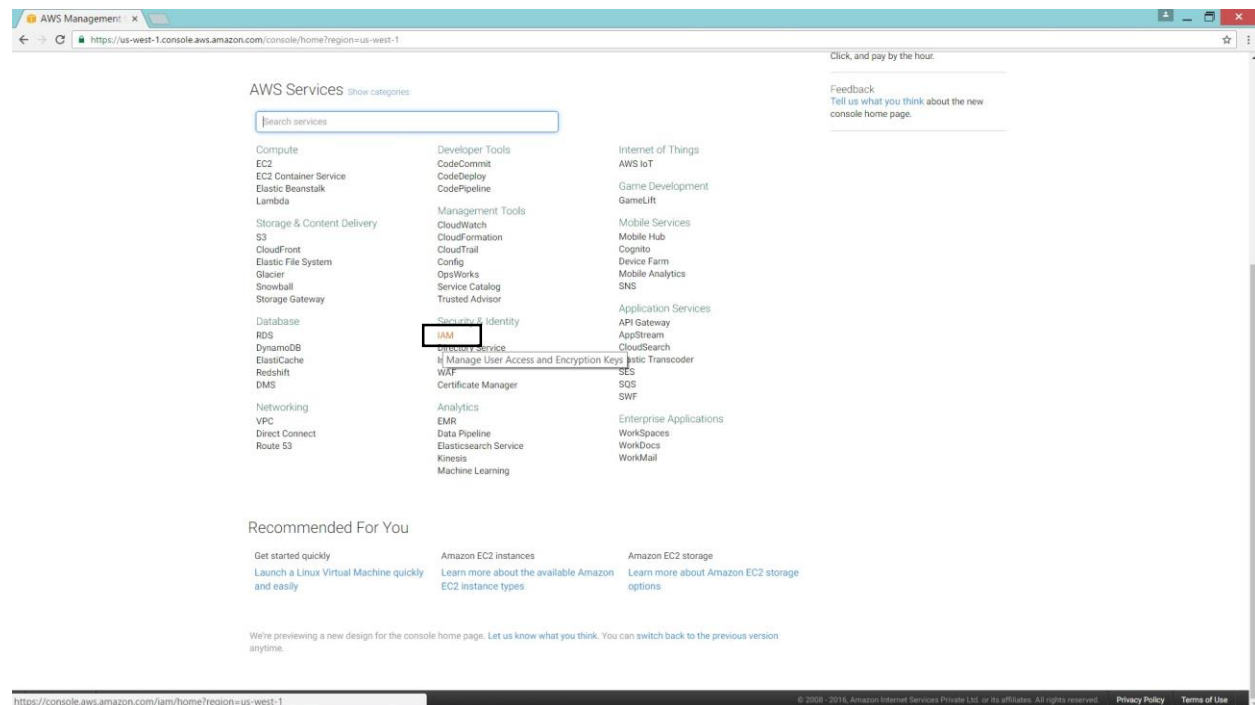 AWS Management
https://us-west-1.console.aws.amazon.com/console/home?region=us-west-1
Click, and pay by the hour.
Feedback
Tell us what you think about the new
console home page.
AWS Services Show categories
Search services
Compute
EC2
EC2 Container Service
Elastic Beanstalk
Lambda
Storage & Content Delivery
S3
CloudFront
Elastic File System
Glacier
Snowball
Storage Gateway
Database
RDS
DynamoDB
ElastiCache
Redshift
DMS
Networking
VPC
Direct Connect
Route 53
Developer Tools
CodeCommit
CodeDeploy
CodePipeline
Management Tools
CloudWatch
CloudFormation
CloudTrail
Config
OpsWorks
Service Catalog
Trusted Advisor
Security & Identity
IAM
Directory Service
Manage User Access and Encryption Keys
WAF
Certificate Manager
Analytics
EMR
Data Pipeline
Elasticsearch Service
Kinesis
Machine Learning
Internet of Things
AWS IoT
Game Development
GameLift
Mobile Services
Mobile Hub
Cognito
Device Farm
Mobile Analytics
SNS
Application Services
API Gateway
AppStream
CloudSearch
Transcoder
SES
SQS
SWF
Enterprise Applications
WorkSpaces
WorkDocs
WorkMail
Recommended For You
Get started quickly
Launch a Linux Virtual Machine quickly
and easily
Amazon EC2 instances
Learn more about the available Amazon
EC2 instance types
Amazon EC2 storage
Learn more about Amazon EC2 storage
options
We're previewing a new design for the console home page. Let us know what you think. You can switch back to the previous version
anytime.
https://console.aws.amazon.com/iam/home?region=us-west-1
© 2008 - 2016, Amazon Internet Services Private Ltd. or its affiliates. All rights reserved. Privacy Policy Terms of Use